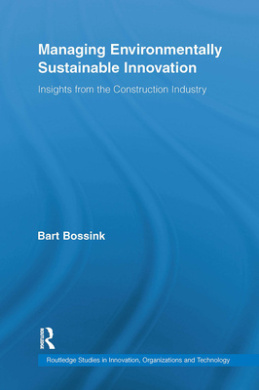 Managing Environmentally
Sustainable Innovation
Insights from the Construction Industry
Bart Bossink
R
Routledge Studies in Innovation, Organizations and Technology